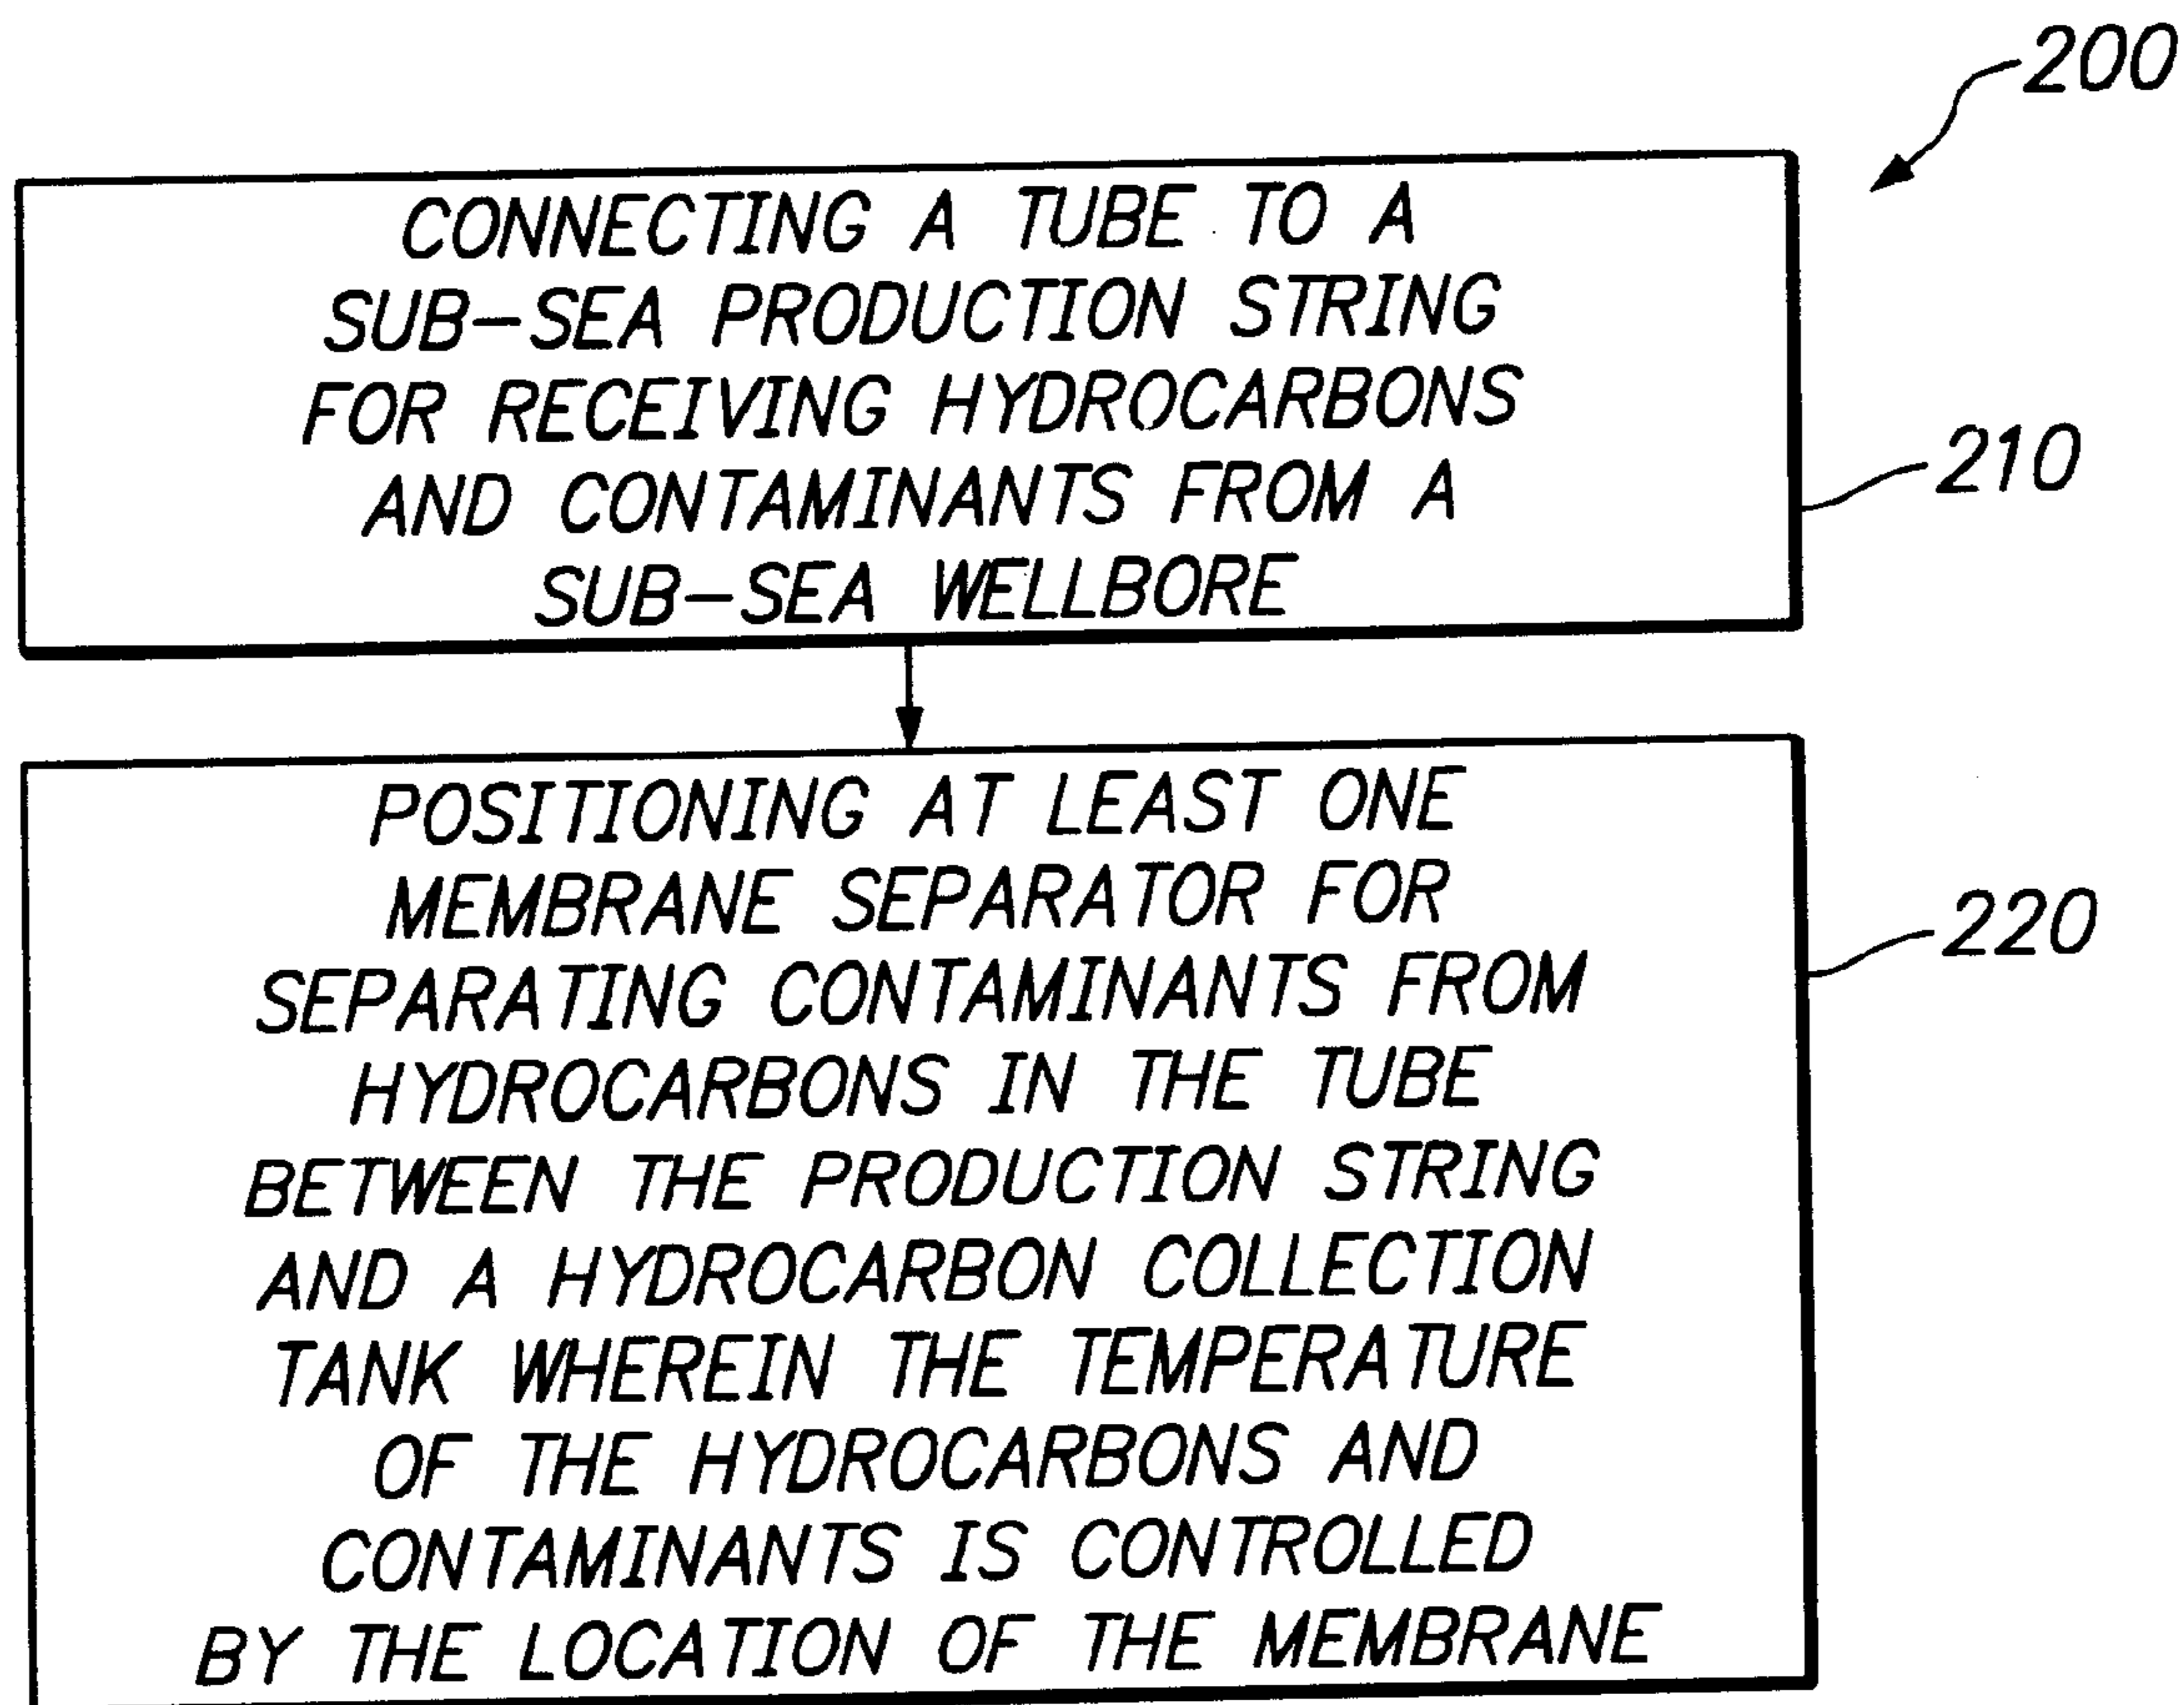 200
CONNECTING A TUBE TO A
SUB-SEA PRODUCTION STRING
FOR RECEIVING HYDROCARBONS
AND CONTAMINANTS FROM A
SUB-SEA WELLBORE
210
POSITIONING AT LEAST ONE
MEMBRANE SEPARATOR FOR
SEPARATING CONTAMINANTS FROM
HYDROCARBONS IN THE TUBE
BETWEEN THE PRODUCTION STRING
AND A HYDROCARBON COLLECTION
TANK WHEREIN THE TEMPERATURE
OF THE HYDROCARBONS AND
CONTAMINANTS IS CONTROLLED
BY THE LOCATION OF THE MEMBRANE
220